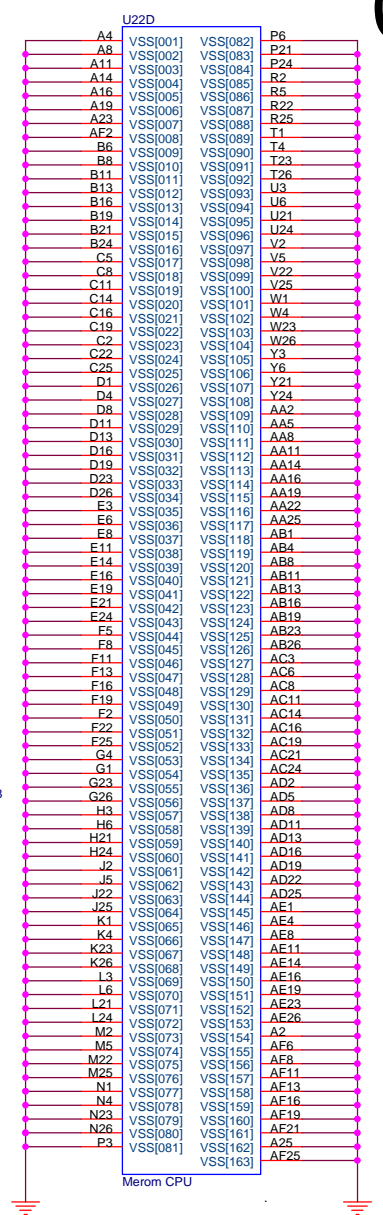 U22D
A4 VSS[001] VSS[082] P6
A8 VSS[002] VSS[083] P21
A11 VSS[003] VSS[084] P24
A14 VSS[004] VSS[085] R2
A16 VSS[005] VSS[086] R5
A19 VSS[006] VSS[087] R22
A23 VSS[007] VSS[088] R25
AF2 VSS[008] VSS[089] T1
B6 VSS[009] VSS[090] T4
B8 VSS[010] VSS[091] T23
B11 VSS[011] VSS[092] T26
B13 VSS[012] VSS[093] U3
B16 VSS[013] VSS[094] U6
B19 VSS[014] VSS[095] U21
B21 VSS[015] VSS[096] U24
B24 VSS[016] VSS[097] V2
C5 VSS[017] VSS[098] V5
C8 VSS[018] VSS[099] V22
C11 VSS[019] VSS[100] V25
C14 VSS[020] VSS[101] W1
C16 VSS[021] VSS[102] W4
C19 VSS[022] VSS[103] W23
C2 VSS[023] VSS[104] W26
C22 VSS[024] VSS[105] Y3
C25 VSS[025] VSS[106] Y6
D1 VSS[026] VSS[107] Y21
D4 VSS[027] VSS[108] Y24
D8 VSS[028] VSS[109] AA2
D11 VSS[029] VSS[110] AA5
D13 VSS[030] VSS[111] AA8
D16 VSS[031] VSS[112] AA11
D19 VSS[032] VSS[113] AA14
D23 VSS[033] VSS[114] AA16
D26 VSS[034] VSS[115] AA19
E3 VSS[035] VSS[116] AA22
E6 VSS[036] VSS[117] AA25
E8 VSS[037] VSS[118] AB1
E11 VSS[038] VSS[119] AB4
E14 VSS[039] VSS[120] AB8
E16 VSS[040] VSS[121] AB11
E19 VSS[041] VSS[122] AB13
E21 VSS[042] VSS[123] AB16
E24 VSS[043] VSS[124] AB19
F5 VSS[044] VSS[125] AB23
F8 VSS[045] VSS[126] AB26
F11 VSS[046] VSS[127] AC3
F13 VSS[047] VSS[128] AC6
F16 VSS[048] VSS[129] AC8
F19 VSS[049] VSS[130] AC11
F2 VSS[050] VSS[131] AC14
F22 VSS[051] VSS[132] AC16
F25 VSS[052] VSS[133] AC19
G4 VSS[053] VSS[134] AC21
G1 VSS[054] VSS[135] AC24
G23 VSS[055] VSS[136] AD2
G26 VSS[056] VSS[137] AD5
H3 VSS[057] VSS[138] AD8
H6 VSS[058] VSS[139] AD11
H21 VSS[059] VSS[140] AD13
H24 VSS[060] VSS[141] AD16
J2 VSS[061] VSS[142] AD19
J5 VSS[062] VSS[143] AD22
J22 VSS[063] VSS[144] AD25
J25 VSS[064] VSS[145] AE1
K1 VSS[065] VSS[146] AE4
K4 VSS[066] VSS[147] AE8
K23 VSS[067] VSS[148] AE11
K26 VSS[068] VSS[149] AE14
L3 VSS[069] VSS[150] AE16
L6 VSS[070] VSS[151] AE19
L21 VSS[071] VSS[152] AE23
L24 VSS[072] VSS[153] AE26
M2 VSS[073] VSS[154] A2
M5 VSS[074] VSS[155] AF6
M22 VSS[075] VSS[156] AF8
M25 VSS[076] VSS[157] AF11
N1 VSS[077] VSS[158] AF13
N4 VSS[078] VSS[159] AF16
N23 VSS[079] VSS[160] AF19
N26 VSS[080] VSS[161] AF21
P3 VSS[081] VSS[162] A25
VSS[163] AF25
Merom CPU